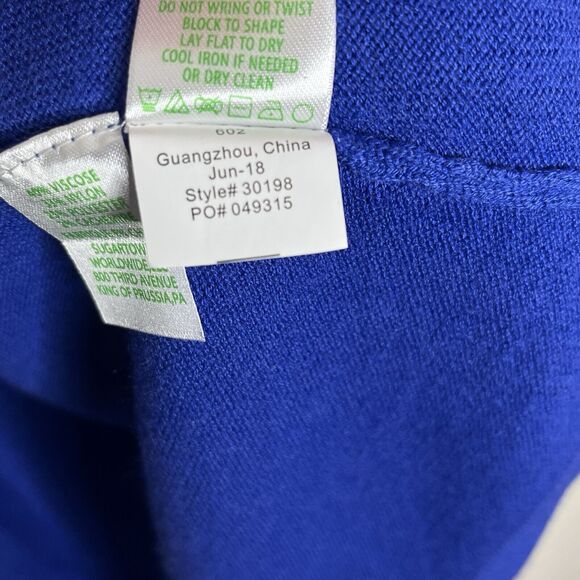 DO NOT WRING OR TWIST
BLOCK TO SHAPE
LAY FLAT TO DRY
COOL IRON IF NEEDED
OR DRY CLEAN
602
Guangzhou, China
Jun-18
Style# 30198
PO# 049315
VISCOSE
NYLON
SUGARTOWN
WORLDWIDE,
800 THIRD AVENUE
KING OF PRUSSIA,PA